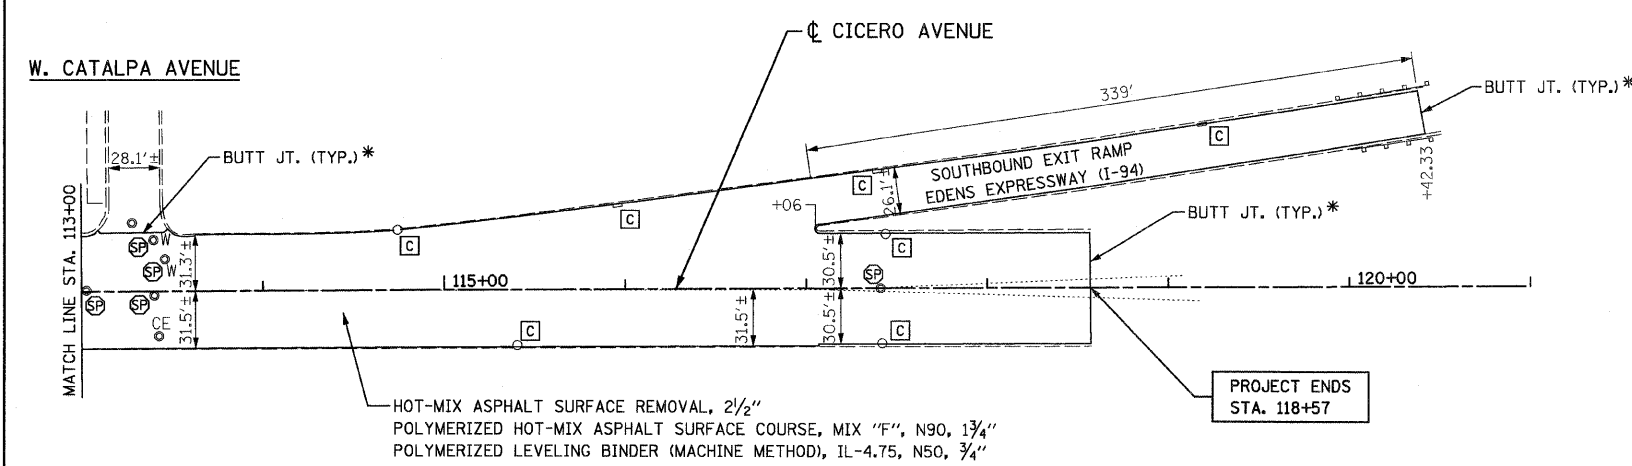 ℄ CICERO AVENUE
W. CATALPA AVENUE
339'
BUTT JT. (TYP.)*
C
28.1'±
BUTT JT. (TYP.)*
SOUTHBOUND EXIT RAMP
EDENS EXPRESSWAY (I-94)
C
26.1'±
+42.33
+06
C
BUTT JT. (TYP.)*
MATCH LINE STA. 113+00
SP
W
C
C
SP
W
31.3'±
30.5'±
SP
115+00
120+00
SP
SP
CE
31.5'±
31.5'±
30.5'±
C
C
PROJECT ENDS
STA. 118+57
HOT-MIX ASPHALT SURFACE REMOVAL, 2½"
POLYMERIZED HOT-MIX ASPHALT SURFACE COURSE, MIX "F", N90, 1¾"
POLYMERIZED LEVELING BINDER (MACHINE METHOD), IL-4.75, N50, ¾"